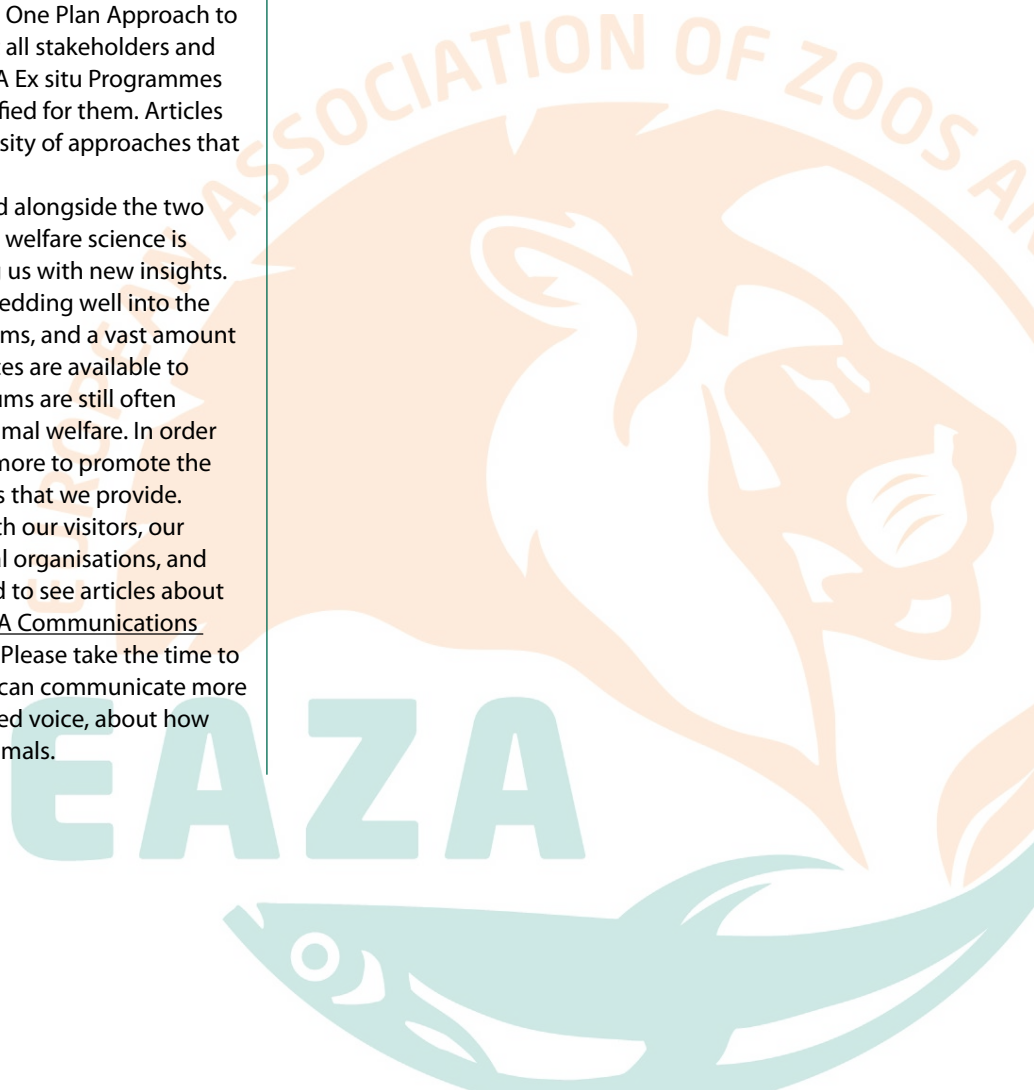 One Plan Approach to
all stakeholders and
A Ex situ Programmes
fied for them. Articles
sity of approaches that
d alongside the two
welfare science is
us with new insights.
edding well into the
ms, and a vast amount
es are available to
ums are still often
mal welfare. In order
more to promote the
s that we provide.
th our visitors, our
l organisations, and
d to see articles about
A Communications
Please take the time to
can communicate more
ed voice, about how
mals.
EUROPEAN ASSOCIATION OF ZOOS A
EAZA